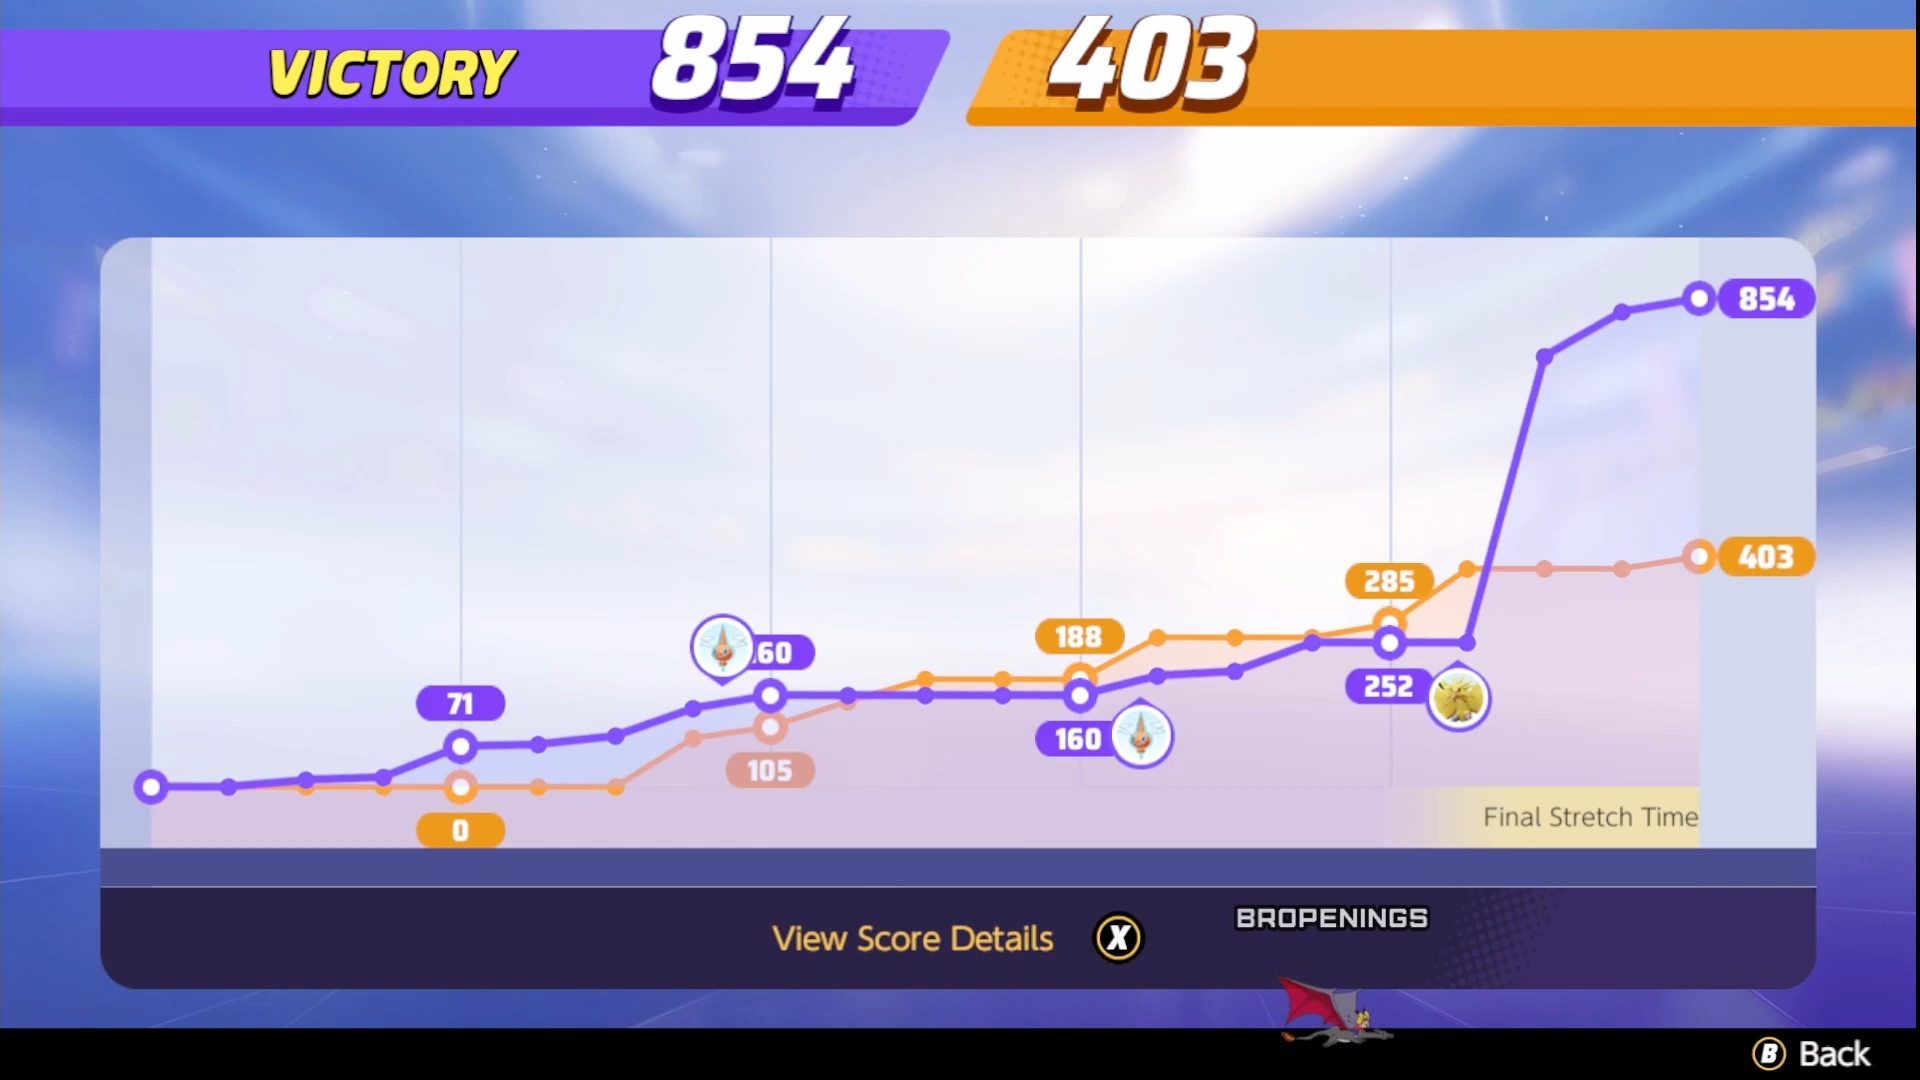 VICTORY 854 403
854
403
285
188
60
71
252
160
105
0
Final Stretch Time
View Score Details X
BROPENINGS
B Back